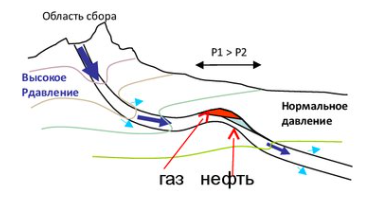 Область сбора
P1 > P2
Высокое
Pдавление
Нормальное
давление
газ нефть